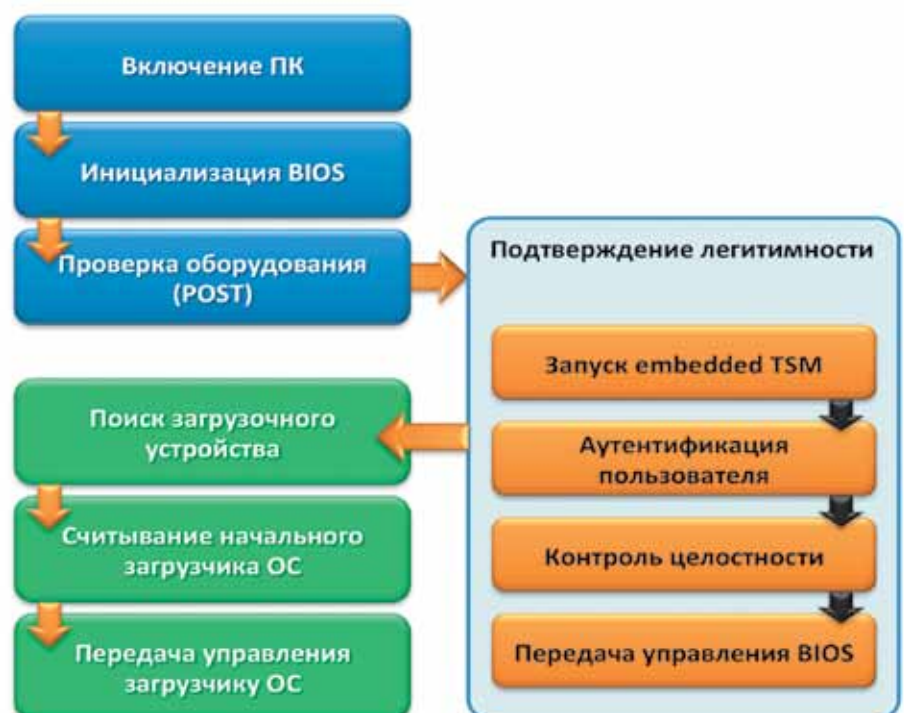 Включение ПК
Инициализация BIOS
Проверка оборудования
(POST)
Подтверждение легитимности
Запуск embedded TSM
Аутентификация
пользователя
Контроль целостности
Передача управления BIOS
Поиск загрузочного
устройства
Считывание начального
загрузчика ОС
Передача управления
загрузчику ОС